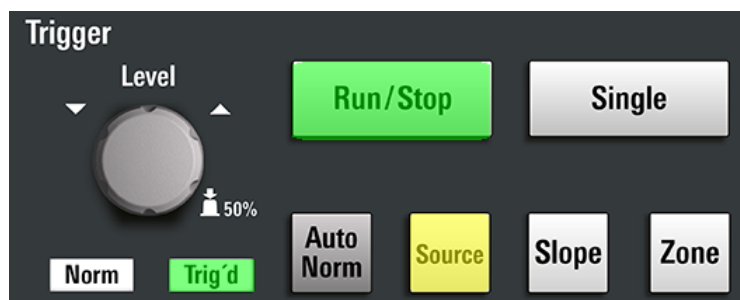 Trigger
Level
Run/Stop
Single
50%
Auto
Norm
Source
Slope
Zone
Norm
Trig´d